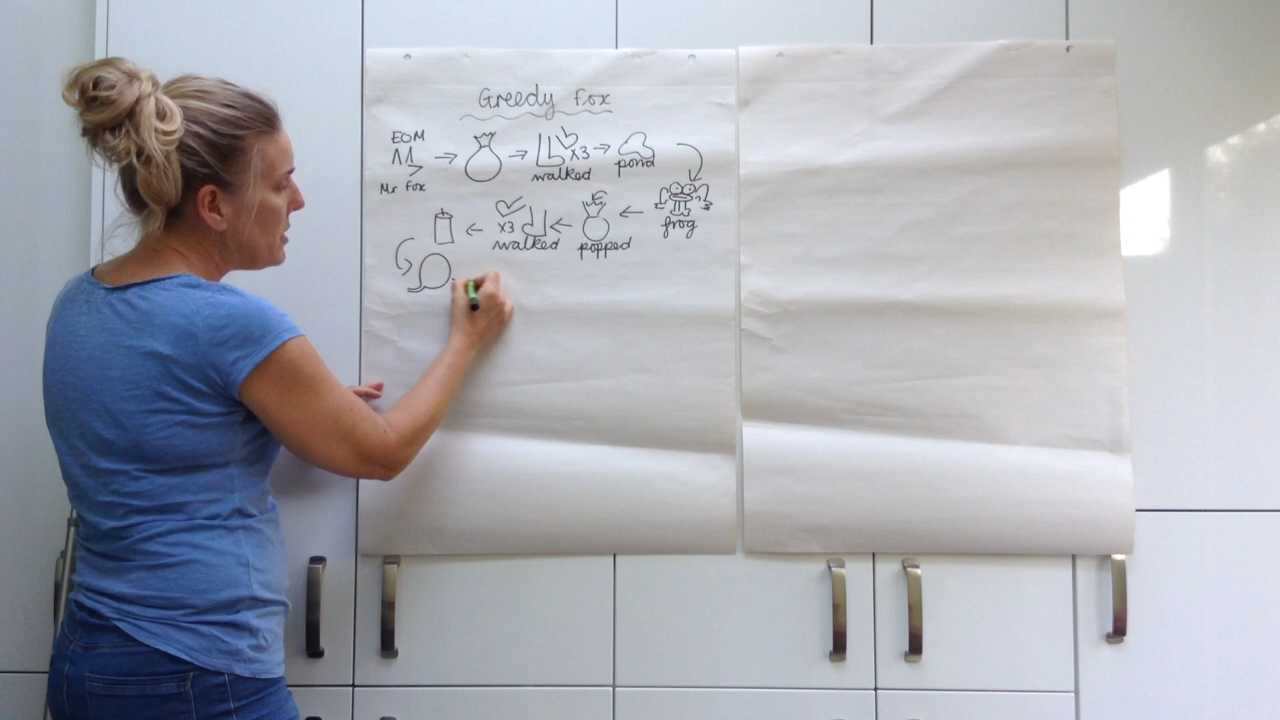 Greedy Fox
EOM
Mr Fox
x3
walked
pond
frog
popped
x3
walked